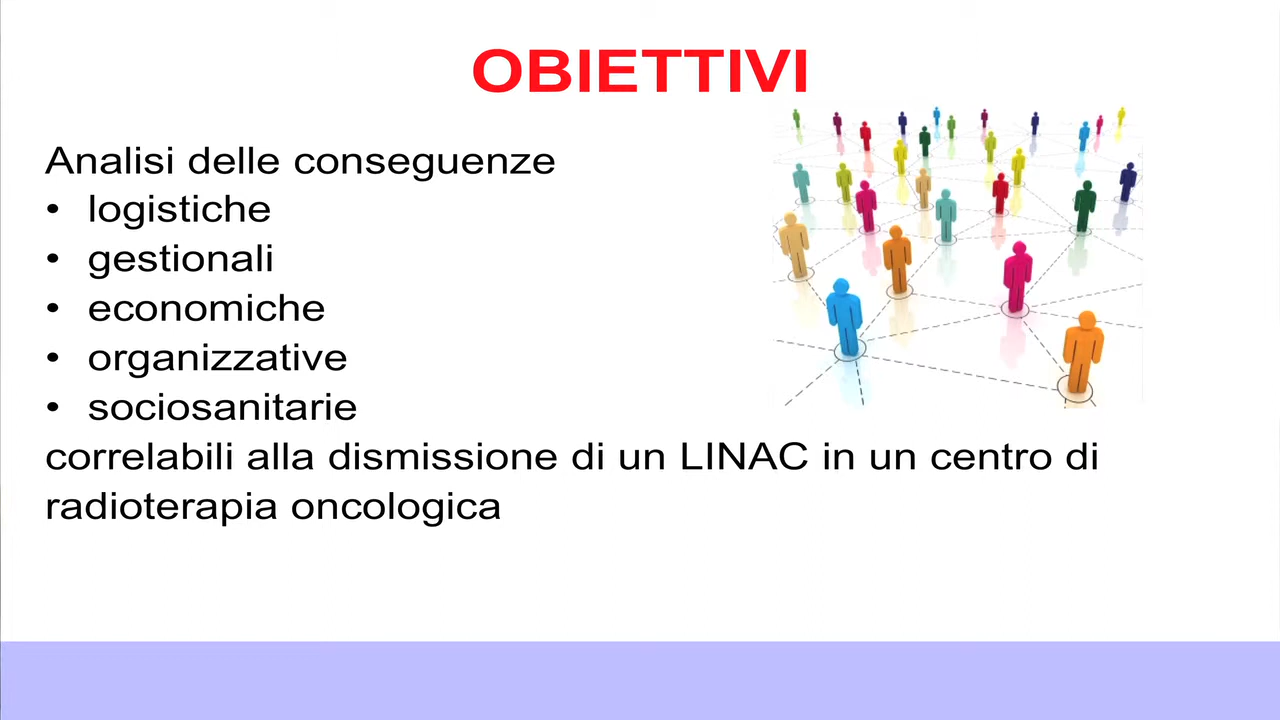 OBIETTIVI
Analisi delle conseguenze
• logistiche
• gestionali
• economiche
• organizzative
• sociosanitarie
correlabili alla dismissione di un LINAC in un centro di
radioterapia oncologica